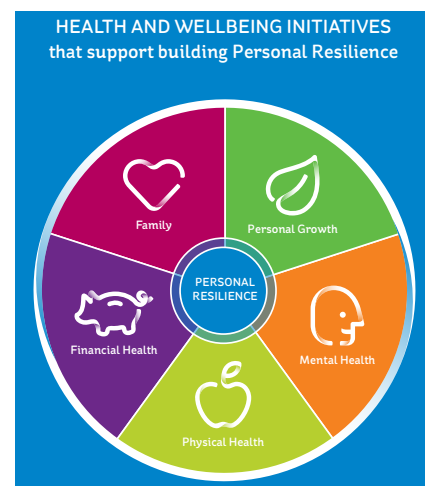 HEALTH AND WELLBEING INITIATIVES
that support building Personal Resilience
Family
Personal Growth
PERSONAL
RESILIENCE
Financial Health
Mental Health
Physical Health